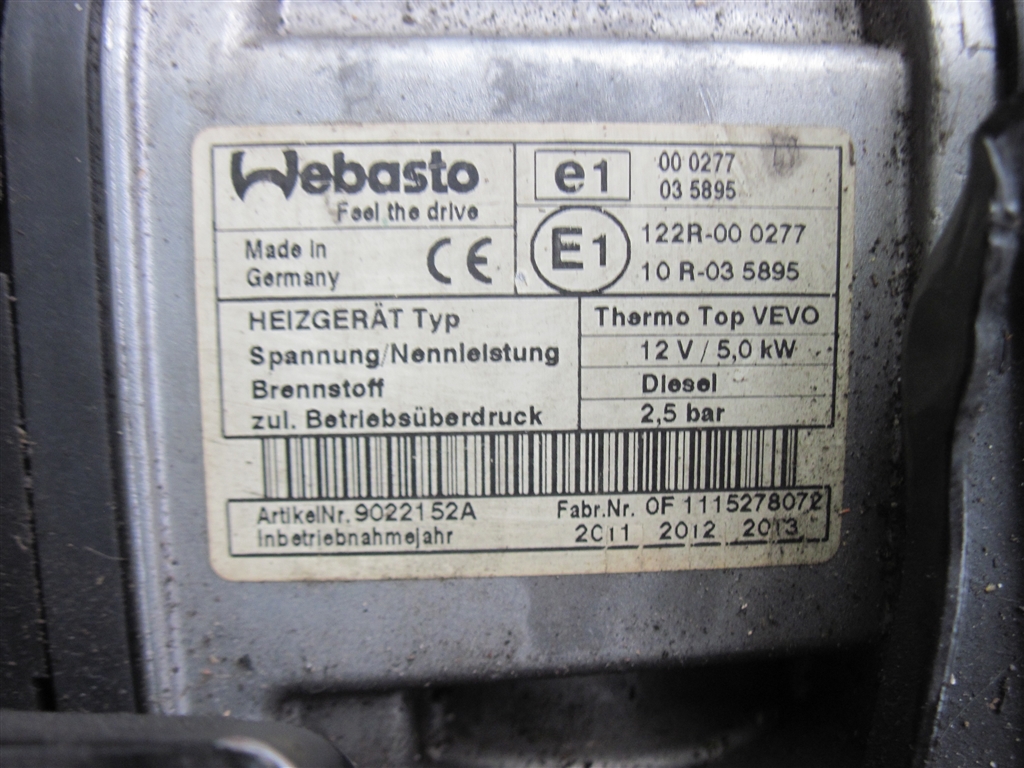 Webasto
Feel the drive
Made in
Germany
CE
e1
00 0277
03 5895
E1
122R-00 0277
10 R-03 5895
HEIZGERÄT Typ Thermo Top VEVO
Spannung/Nennleistung 12 V / 5,0 kW
Brennstoff Diesel
zul. Betriebsüberdruck 2,5 bar
ArtikelNr. 9022152A Fabr.Nr. 0F 1115278072
Inbetriebnahmejahr 2011 2012 2013